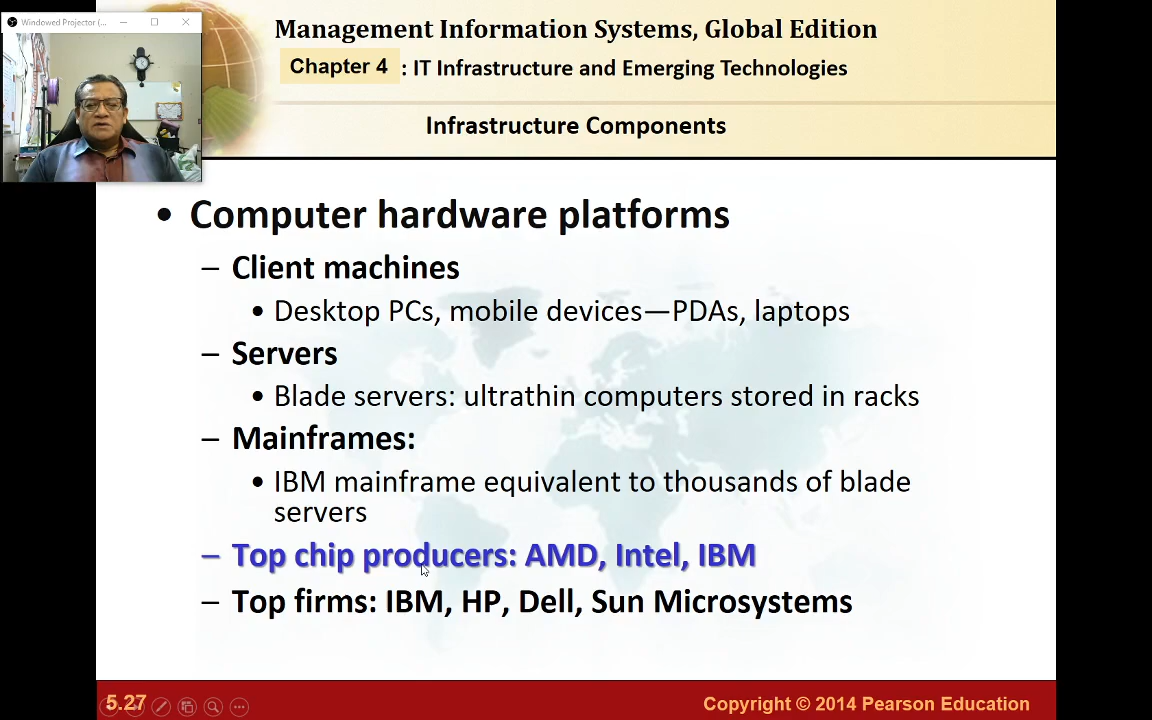 Windowed Projector (...
Management Information Systems, Global Edition
Chapter 4 : IT Infrastructure and Emerging Technologies
Infrastructure Components
• Computer hardware platforms
– Client machines
• Desktop PCs, mobile devices—PDAs, laptops
– Servers
• Blade servers: ultrathin computers stored in racks
– Mainframes:
• IBM mainframe equivalent to thousands of blade
servers
– Top chip producers: AMD, Intel, IBM
– Top firms: IBM, HP, Dell, Sun Microsystems
5.27
Copyright © 2014 Pearson Education